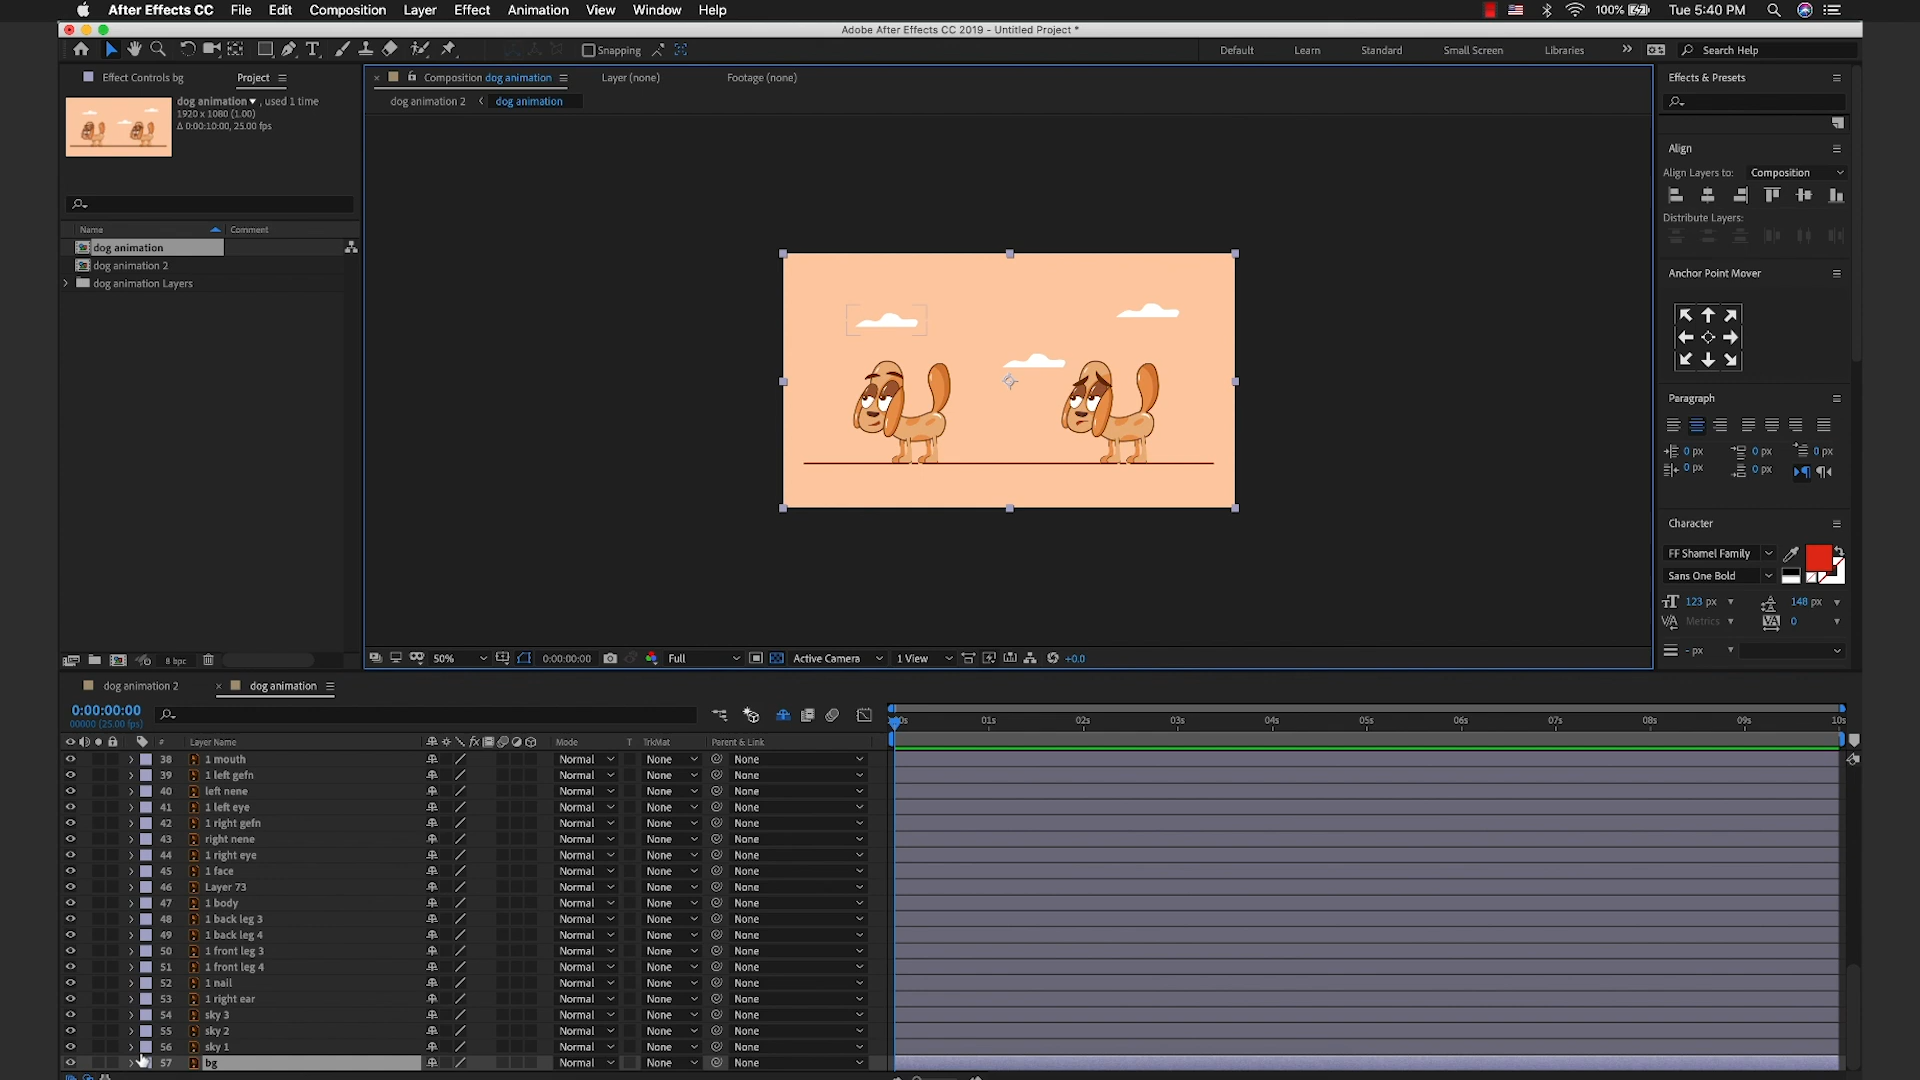 After Effects CC File Edit Composition Layer Effect Animation View Window Help 100% Tue 5:40 PM
Adobe After Effects CC 2019 - Untitled Project *
Snapping Default Learn Standard Small Screen Libraries Search Help
Effect Controls bg Project
dog animation , used 1 time
1920 x 1080 (1.00)
Δ 0:00:10:00, 25.00 fps
Name Comment
dog animation
dog animation 2
dog animation Layers
8 bpc
Composition dog animation Layer (none) Footage (none)
dog animation 2 dog animation
50% 0:00:00:00 Full Active Camera 1 View +0.0
Effects & Presets
Align
Align Layers to: Composition
Distribute Layers:
Anchor Point Mover
Paragraph
0 px 0 px 0 px
0 px 0 px
Character
FF Shamel Family
Sans One Bold
123 px 148 px
Metrics 0
- px
dog animation 2 dog animation
0:00:00:00
00000 (25.00 fps)
01s 02s 03s 04s 05s 06s 07s 08s 09s 10s
# Layer Name Mode T TrkMat Parent & Link
38 1 mouth Normal None None
39 1 left gefn Normal None None
40 left nene Normal None None
41 1 left eye Normal None None
42 1 right gefn Normal None None
43 right nene Normal None None
44 1 right eye Normal None None
45 1 face Normal None None
46 Layer 73 Normal None None
47 1 body Normal None None
48 1 back leg 3 Normal None None
49 1 back leg 4 Normal None None
50 1 front leg 3 Normal None None
51 1 front leg 4 Normal None None
52 1 nail Normal None None
53 1 right ear Normal None None
54 sky 3 Normal None None
55 sky 2 Normal None None
56 sky 1 Normal None None
57 bg Normal None None